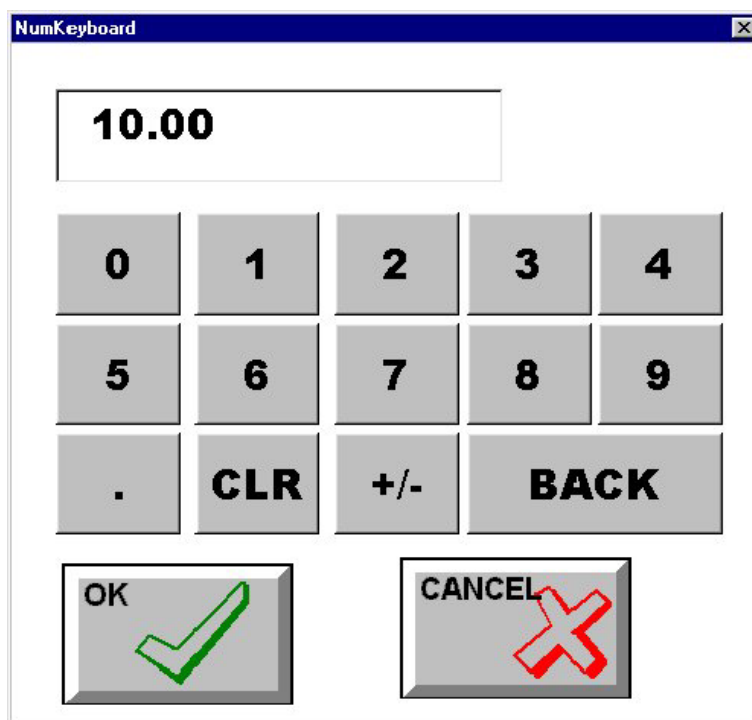 NumKeyboard
10.00
0 1 2 3 4
5 6 7 8 9
. CLR +/- BACK
OK CANCEL